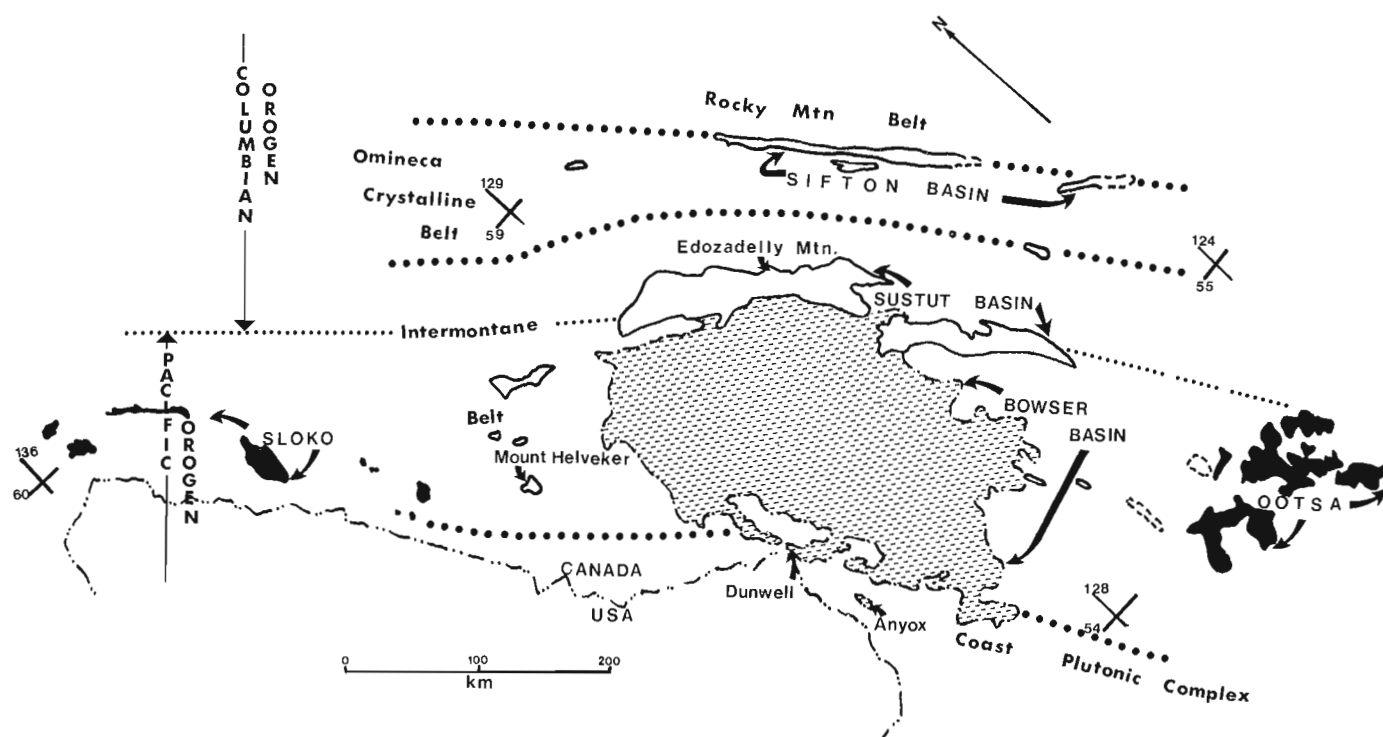 N
COLUMBIAN
OROGEN
Rocky Mtn Belt
Omineca
Crystalline
Belt
129
59
SIFTON BASIN
124
55
Edozadelly Mtn.
SUSTUT BASIN
Intermontane
PACIFIC
OROGEN
Belt
BOWSER
BASIN
SLOKO
Mount Helveker
136
60
OOTSA
CANADA
USA
Dunwell
Anyox
128
54
Coast Plutonic Complex
0 100 200
km